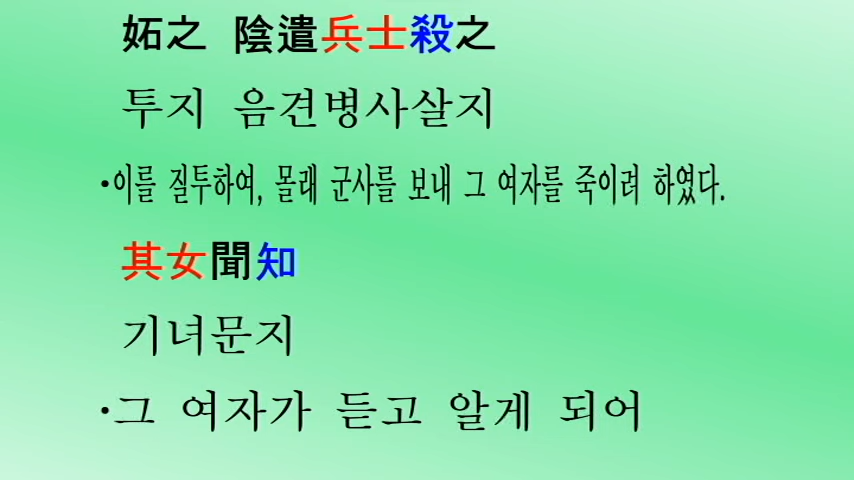 妬之 陰遣兵士殺之
투지 음견병사살지
•이를 질투하여, 몰래 군사를 보내 그 여자를 죽이려 하였다.
其女聞知
기녀문지
•그 여자가 듣고 알게 되어